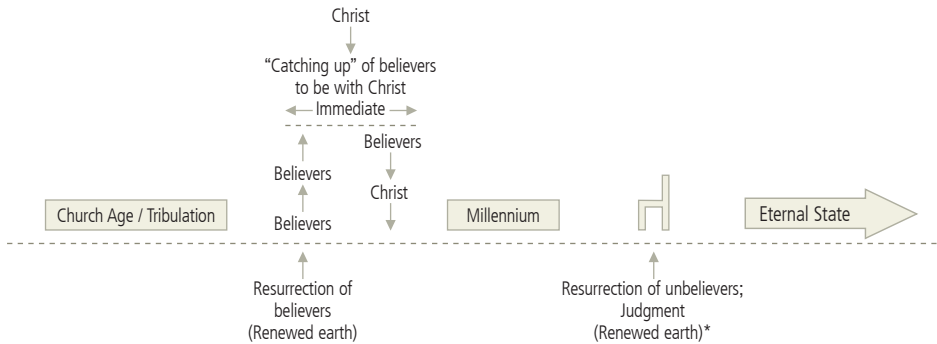 Christ
“Catching up” of believers
to be with Christ
Immediate
Believers
Believers
Christ
Believers
Church Age / Tribulation
Millennium
Eternal State
Resurrection of
believers
(Renewed earth)
Resurrection of unbelievers;
Judgment
(Renewed earth)*